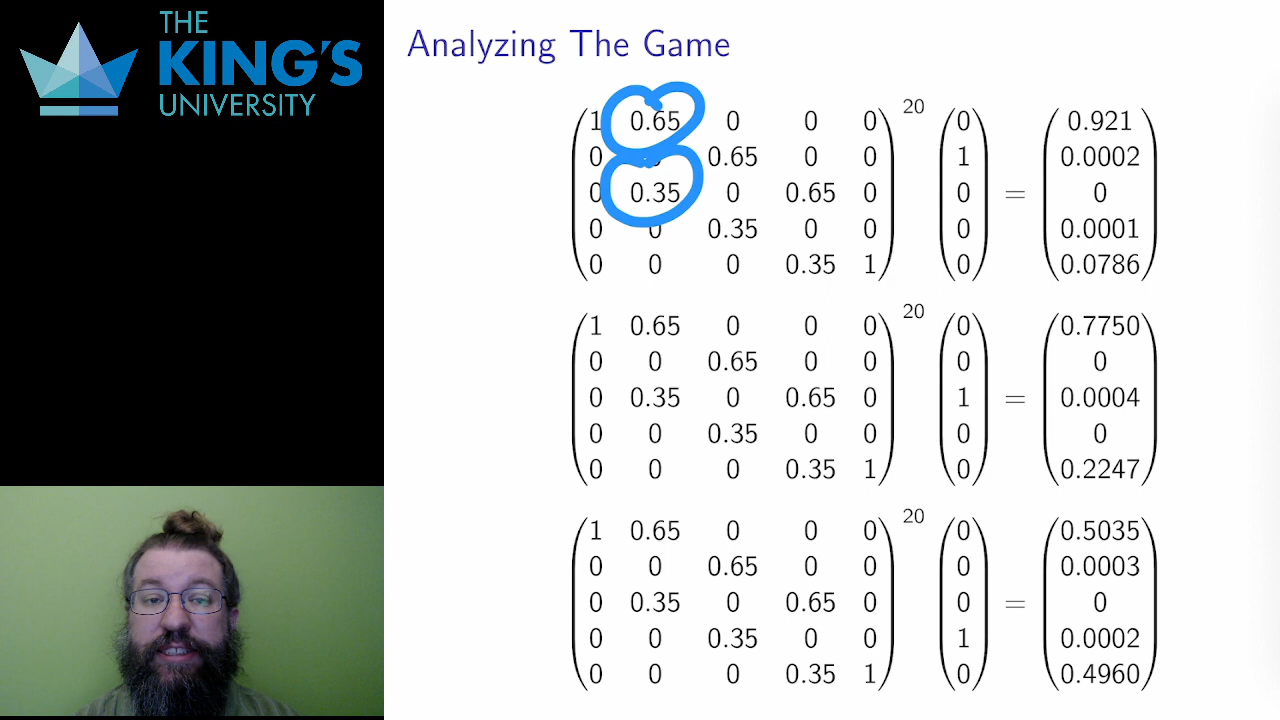 THE
KING'S
UNIVERSITY
Analyzing The Game
1 0.65 0 0 0 20 0 0.921
0 0.65 0 0 1 0.0002
0 0.35 0 0.65 0 0 = 0
0 0 0.35 0 0 0 0.0001
0 0 0 0.35 1 0 0.0786
1 0.65 0 0 0 20 0 0.7750
0 0 0.65 0 0 0 0
0 0.35 0 0.65 0 1 = 0.0004
0 0 0.35 0 0 0 0
0 0 0 0.35 1 0 0.2247
1 0.65 0 0 0 20 0 0.5035
0 0 0.65 0 0 0 0.0003
0 0.35 0 0.65 0 0 = 0
0 0 0.35 0 0 1 0.0002
0 0 0 0.35 1 0 0.4960